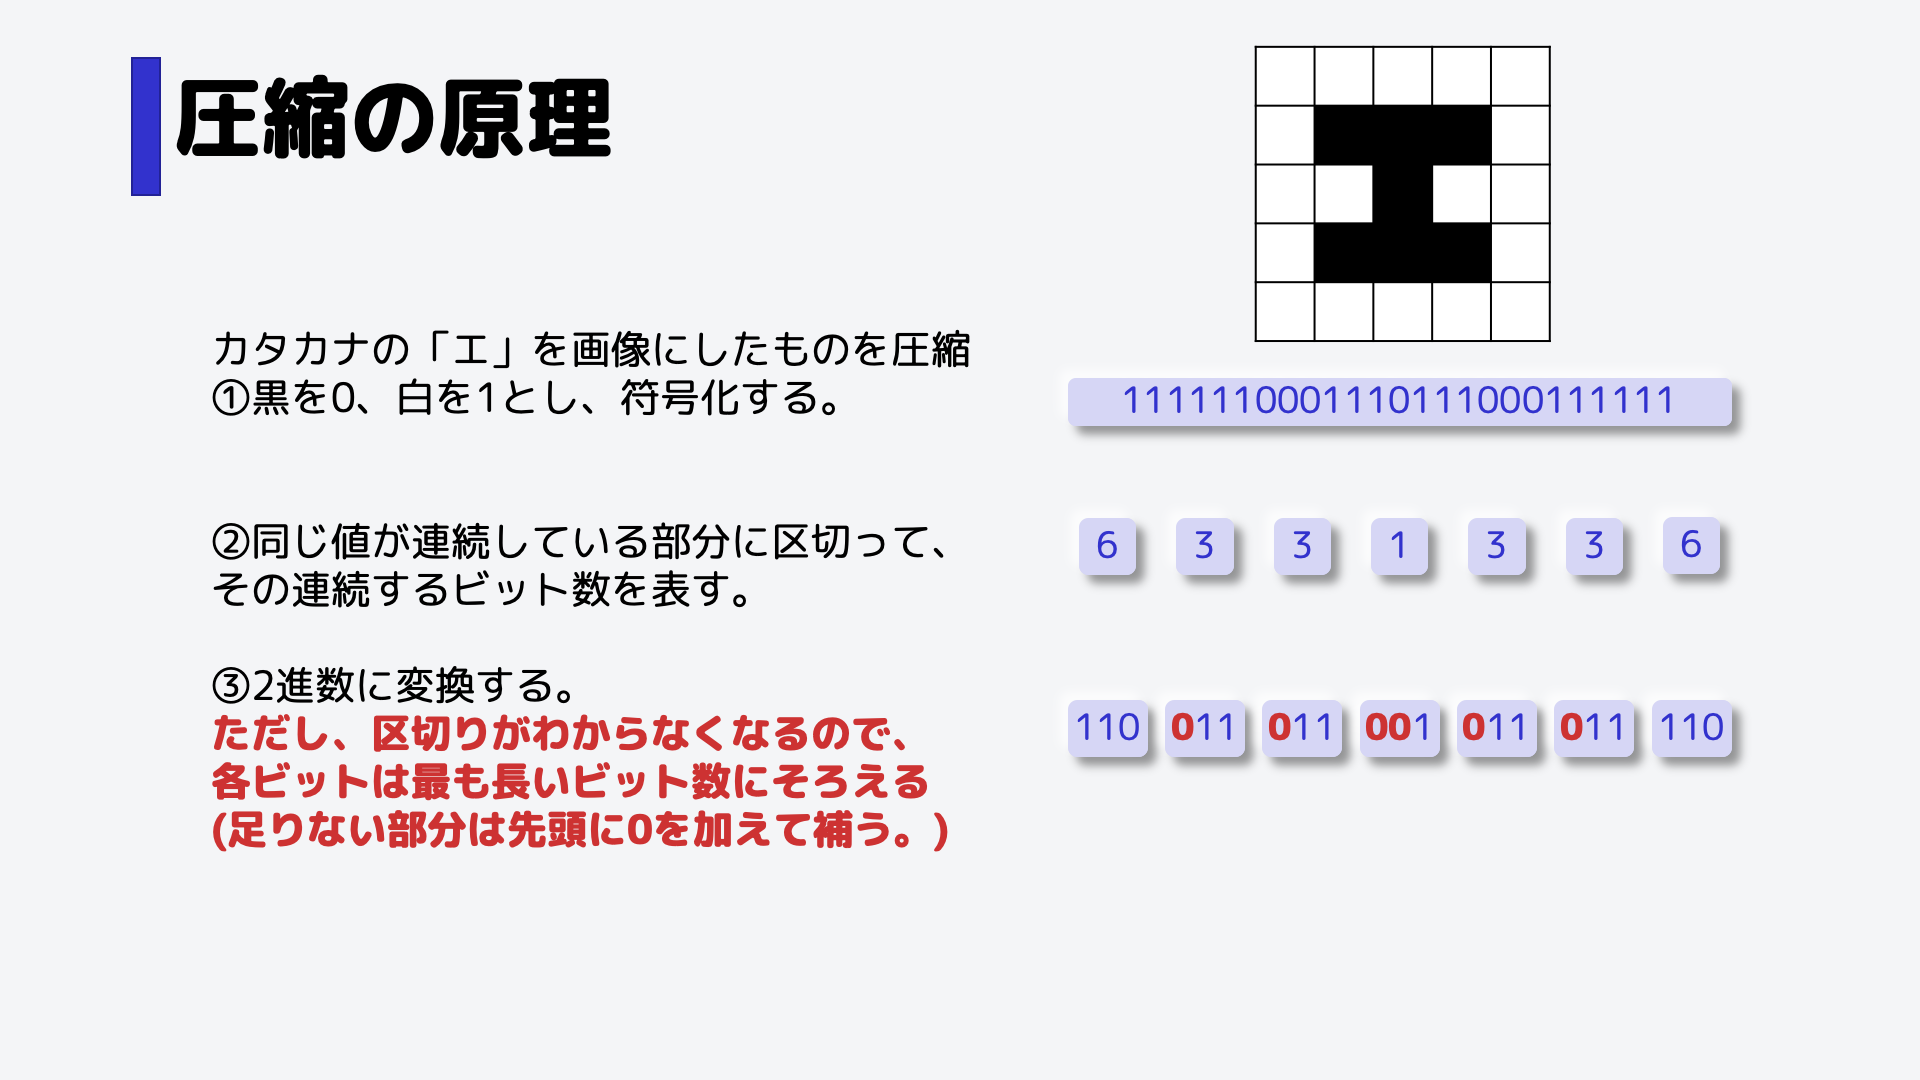 圧縮の原理
カタカナの「エ」を画像にしたものを圧縮
①黒を0、白を1とし、符号化する。
1111110001110111000111111
②同じ値が連続している部分に区切って、
その連続するビット数を表す。
6 3 3 1 3 3 6
③2進数に変換する。
ただし、区切りがわからなくなるので、
各ビットは最も長いビット数にそろえる
(足りない部分は先頭に0を加えて補う。)
110 011 011 001 011 011 110